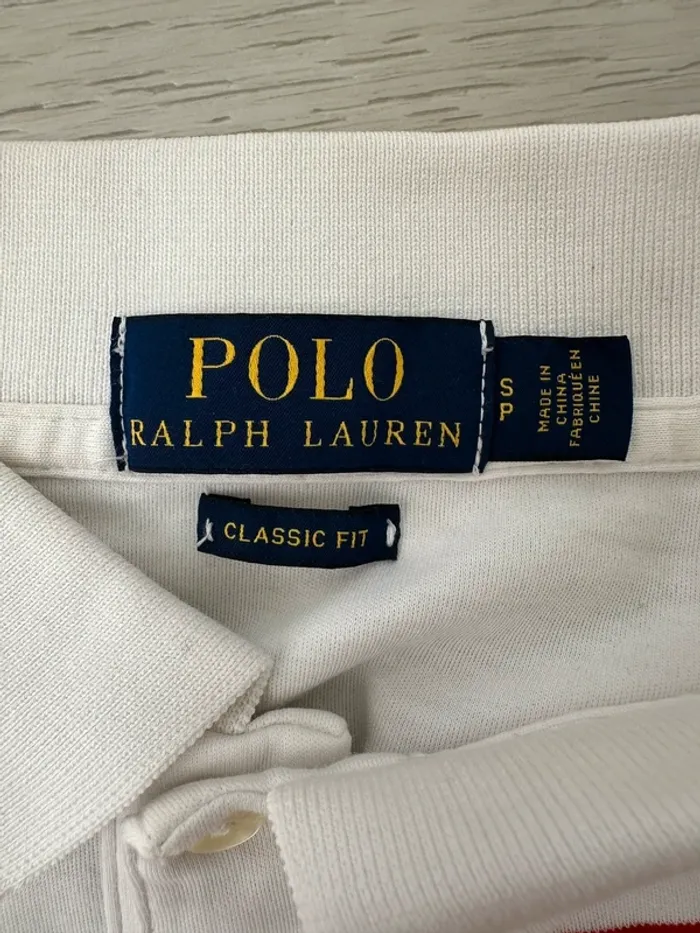 POLO
RALPH LAUREN
S
P
MADE IN
CHINA
FABRIQUÉ EN
CHINE
CLASSIC FIT